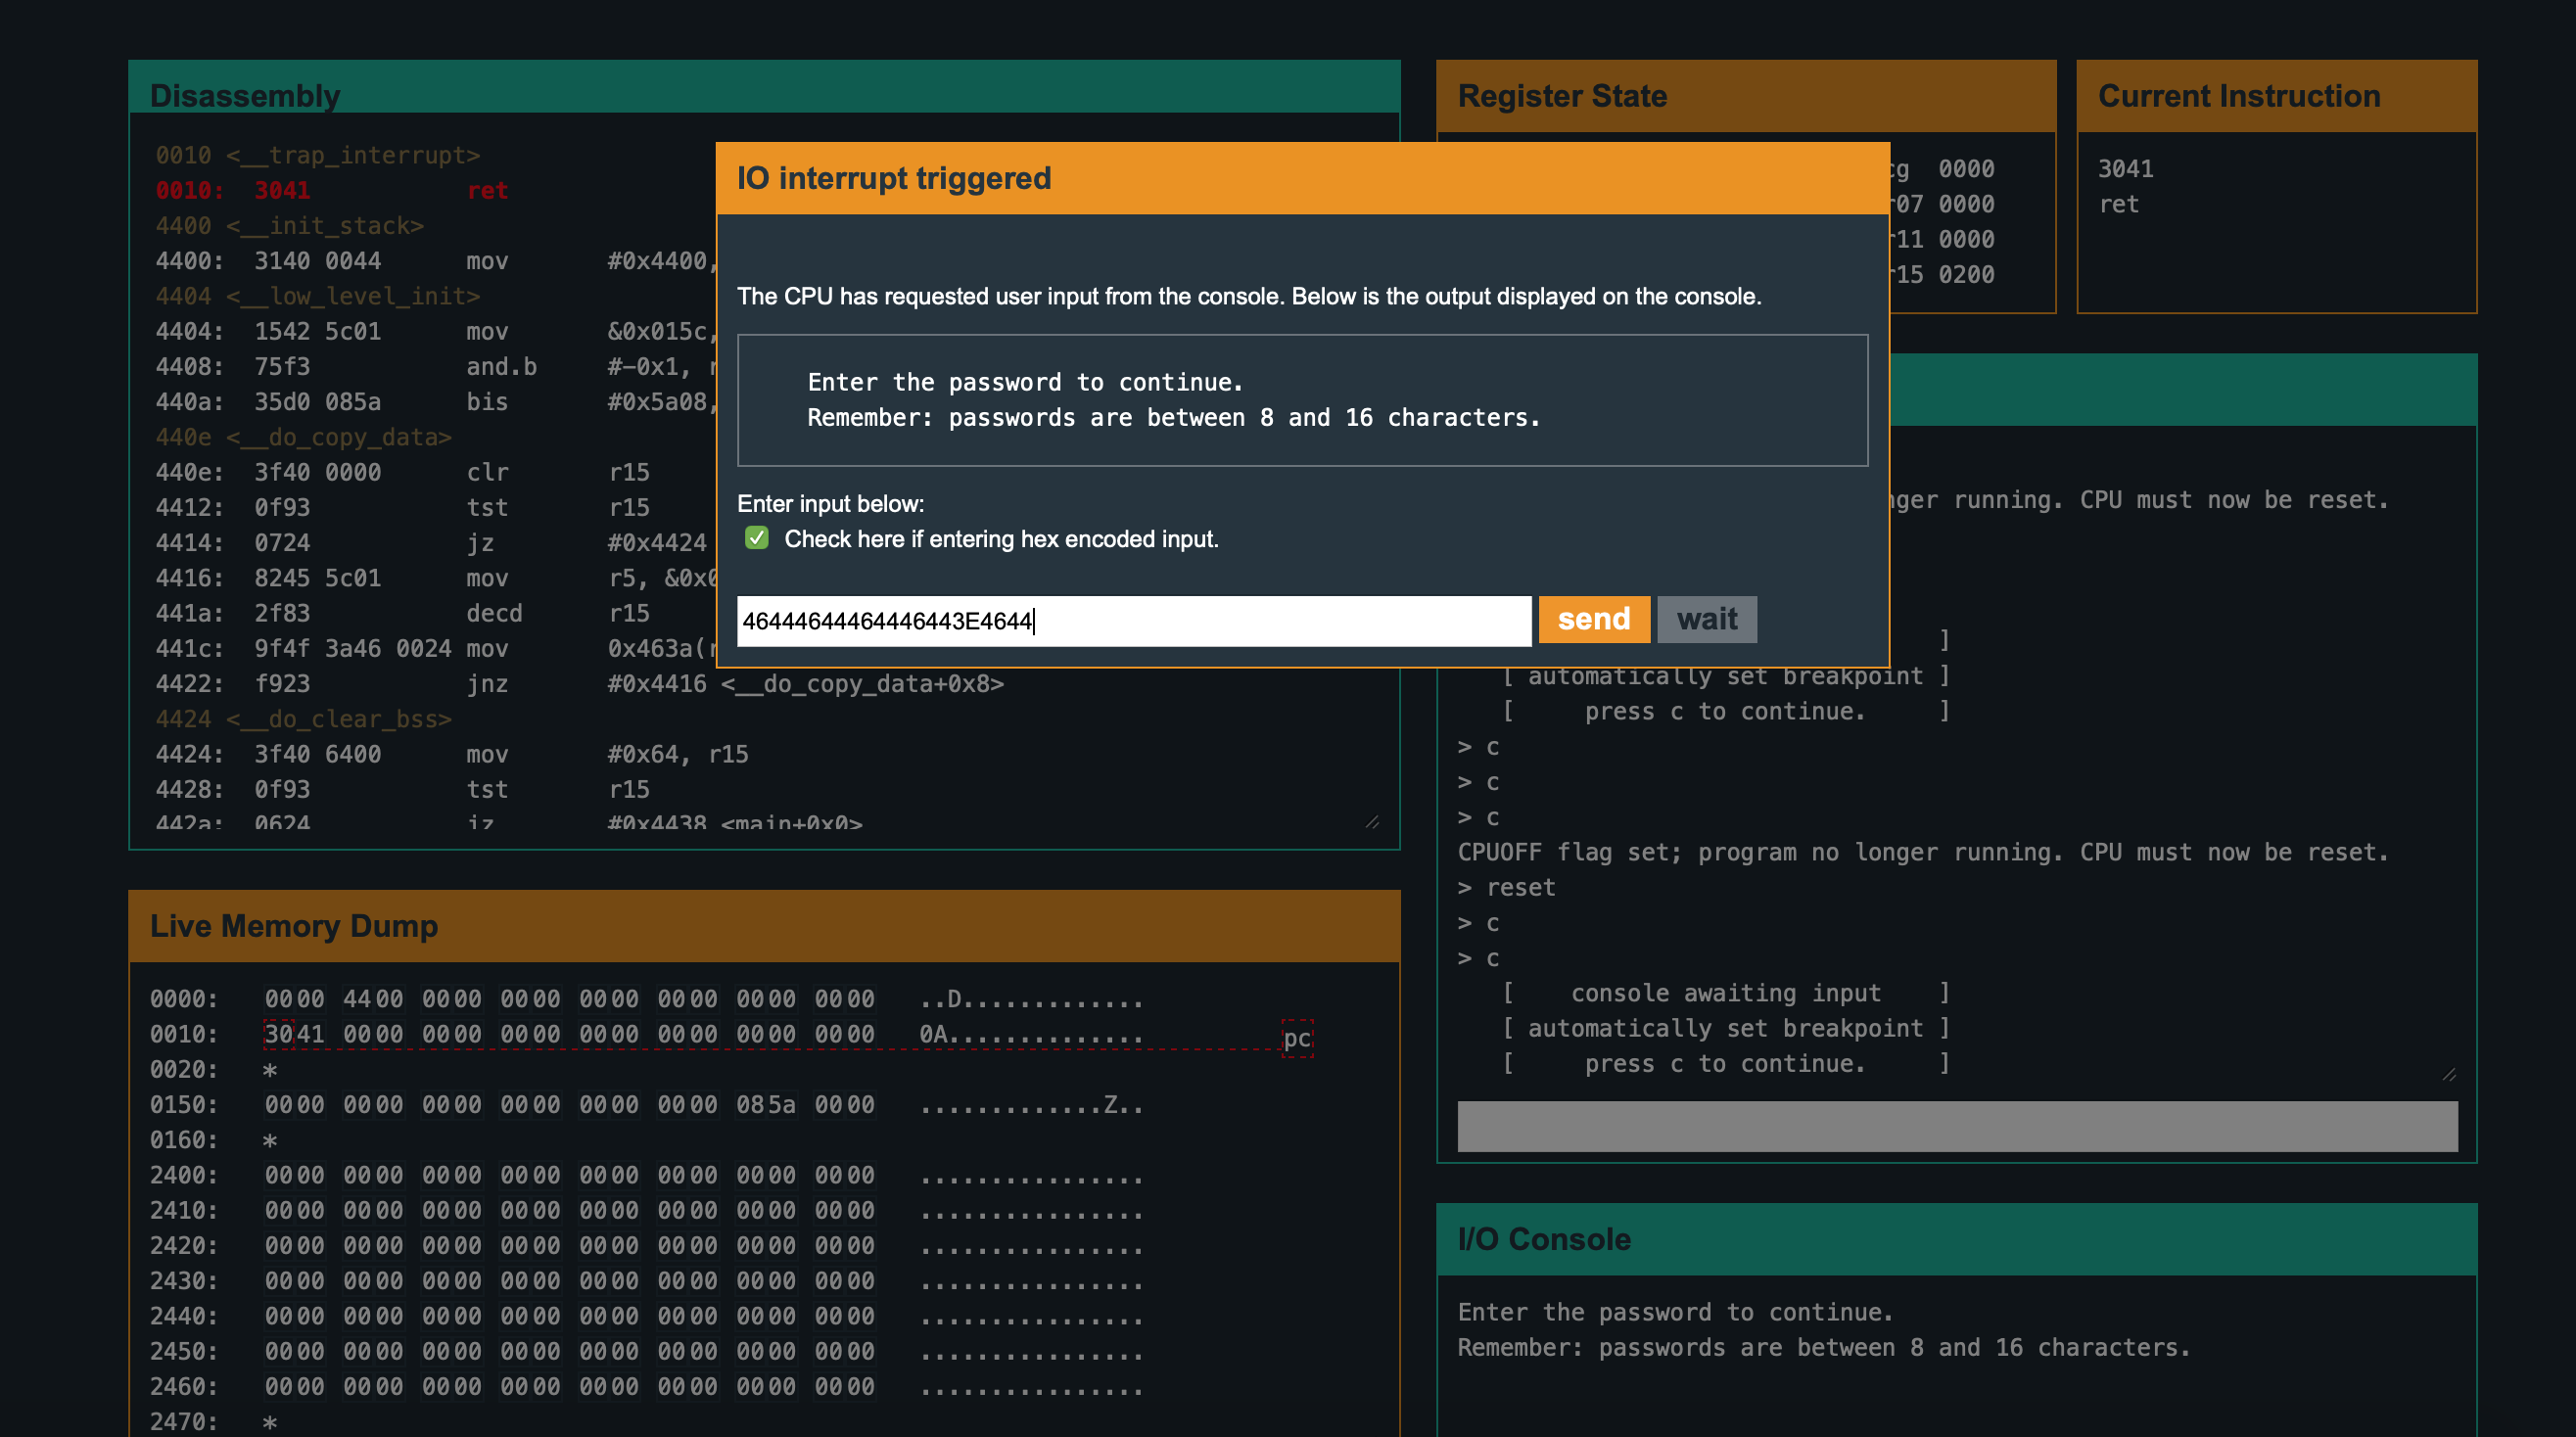 Disassembly
0010 <__trap_interrupt>
0010: 3041 ret
4400 <__init_stack>
4400: 3140 0044 mov #0x4400,
4404 <__low_level_init>
4404: 1542 5c01 mov &0x015c,
4408: 75f3 and.b #-0x1, r
440a: 35d0 085a bis #0x5a08,
440e <__do_copy_data>
440e: 3f40 0000 clr r15
4412: 0f93 tst r15
4414: 0724 jz #0x4424
4416: 8245 5c01 mov r5, &0x0
441a: 2f83 decd r15
441c: 9f4f 3a46 0024 mov 0x463a(r
4422: f923 jnz #0x4416 <__do_copy_data+0x8>
4424 <__do_clear_bss>
4424: 3f40 6400 mov #0x64, r15
4428: 0f93 tst r15
442a: 0624 jz #0x4438 <main+0x0>
IO interrupt triggered
The CPU has requested user input from the console. Below is the output displayed on the console.
Enter the password to continue.
Remember: passwords are between 8 and 16 characters.
Enter input below:
Check here if entering hex encoded input.
46444644464446443E4644
send wait
Register State
cg 0000
r07 0000
r11 0000
r15 0200
Current Instruction
3041
ret
nger running. CPU must now be reset.
]
[ automatically set breakpoint ]
[ press c to continue. ]
> c
> c
> c
CPUOFF flag set; program no longer running. CPU must now be reset.
> reset
> c
> c
[ console awaiting input ]
[ automatically set breakpoint ]
[ press c to continue. ]
Live Memory Dump
0000: 0000 4400 0000 0000 0000 0000 0000 0000 ..D.............
0010: 3041 0000 0000 0000 0000 0000 0000 0000 0A.............. pc
0020: *
0150: 0000 0000 0000 0000 0000 0000 085a 0000 .............Z..
0160: *
2400: 0000 0000 0000 0000 0000 0000 0000 0000 ................
2410: 0000 0000 0000 0000 0000 0000 0000 0000 ................
2420: 0000 0000 0000 0000 0000 0000 0000 0000 ................
2430: 0000 0000 0000 0000 0000 0000 0000 0000 ................
2440: 0000 0000 0000 0000 0000 0000 0000 0000 ................
2450: 0000 0000 0000 0000 0000 0000 0000 0000 ................
2460: 0000 0000 0000 0000 0000 0000 0000 0000 ................
2470: *
I/O Console
Enter the password to continue.
Remember: passwords are between 8 and 16 characters.